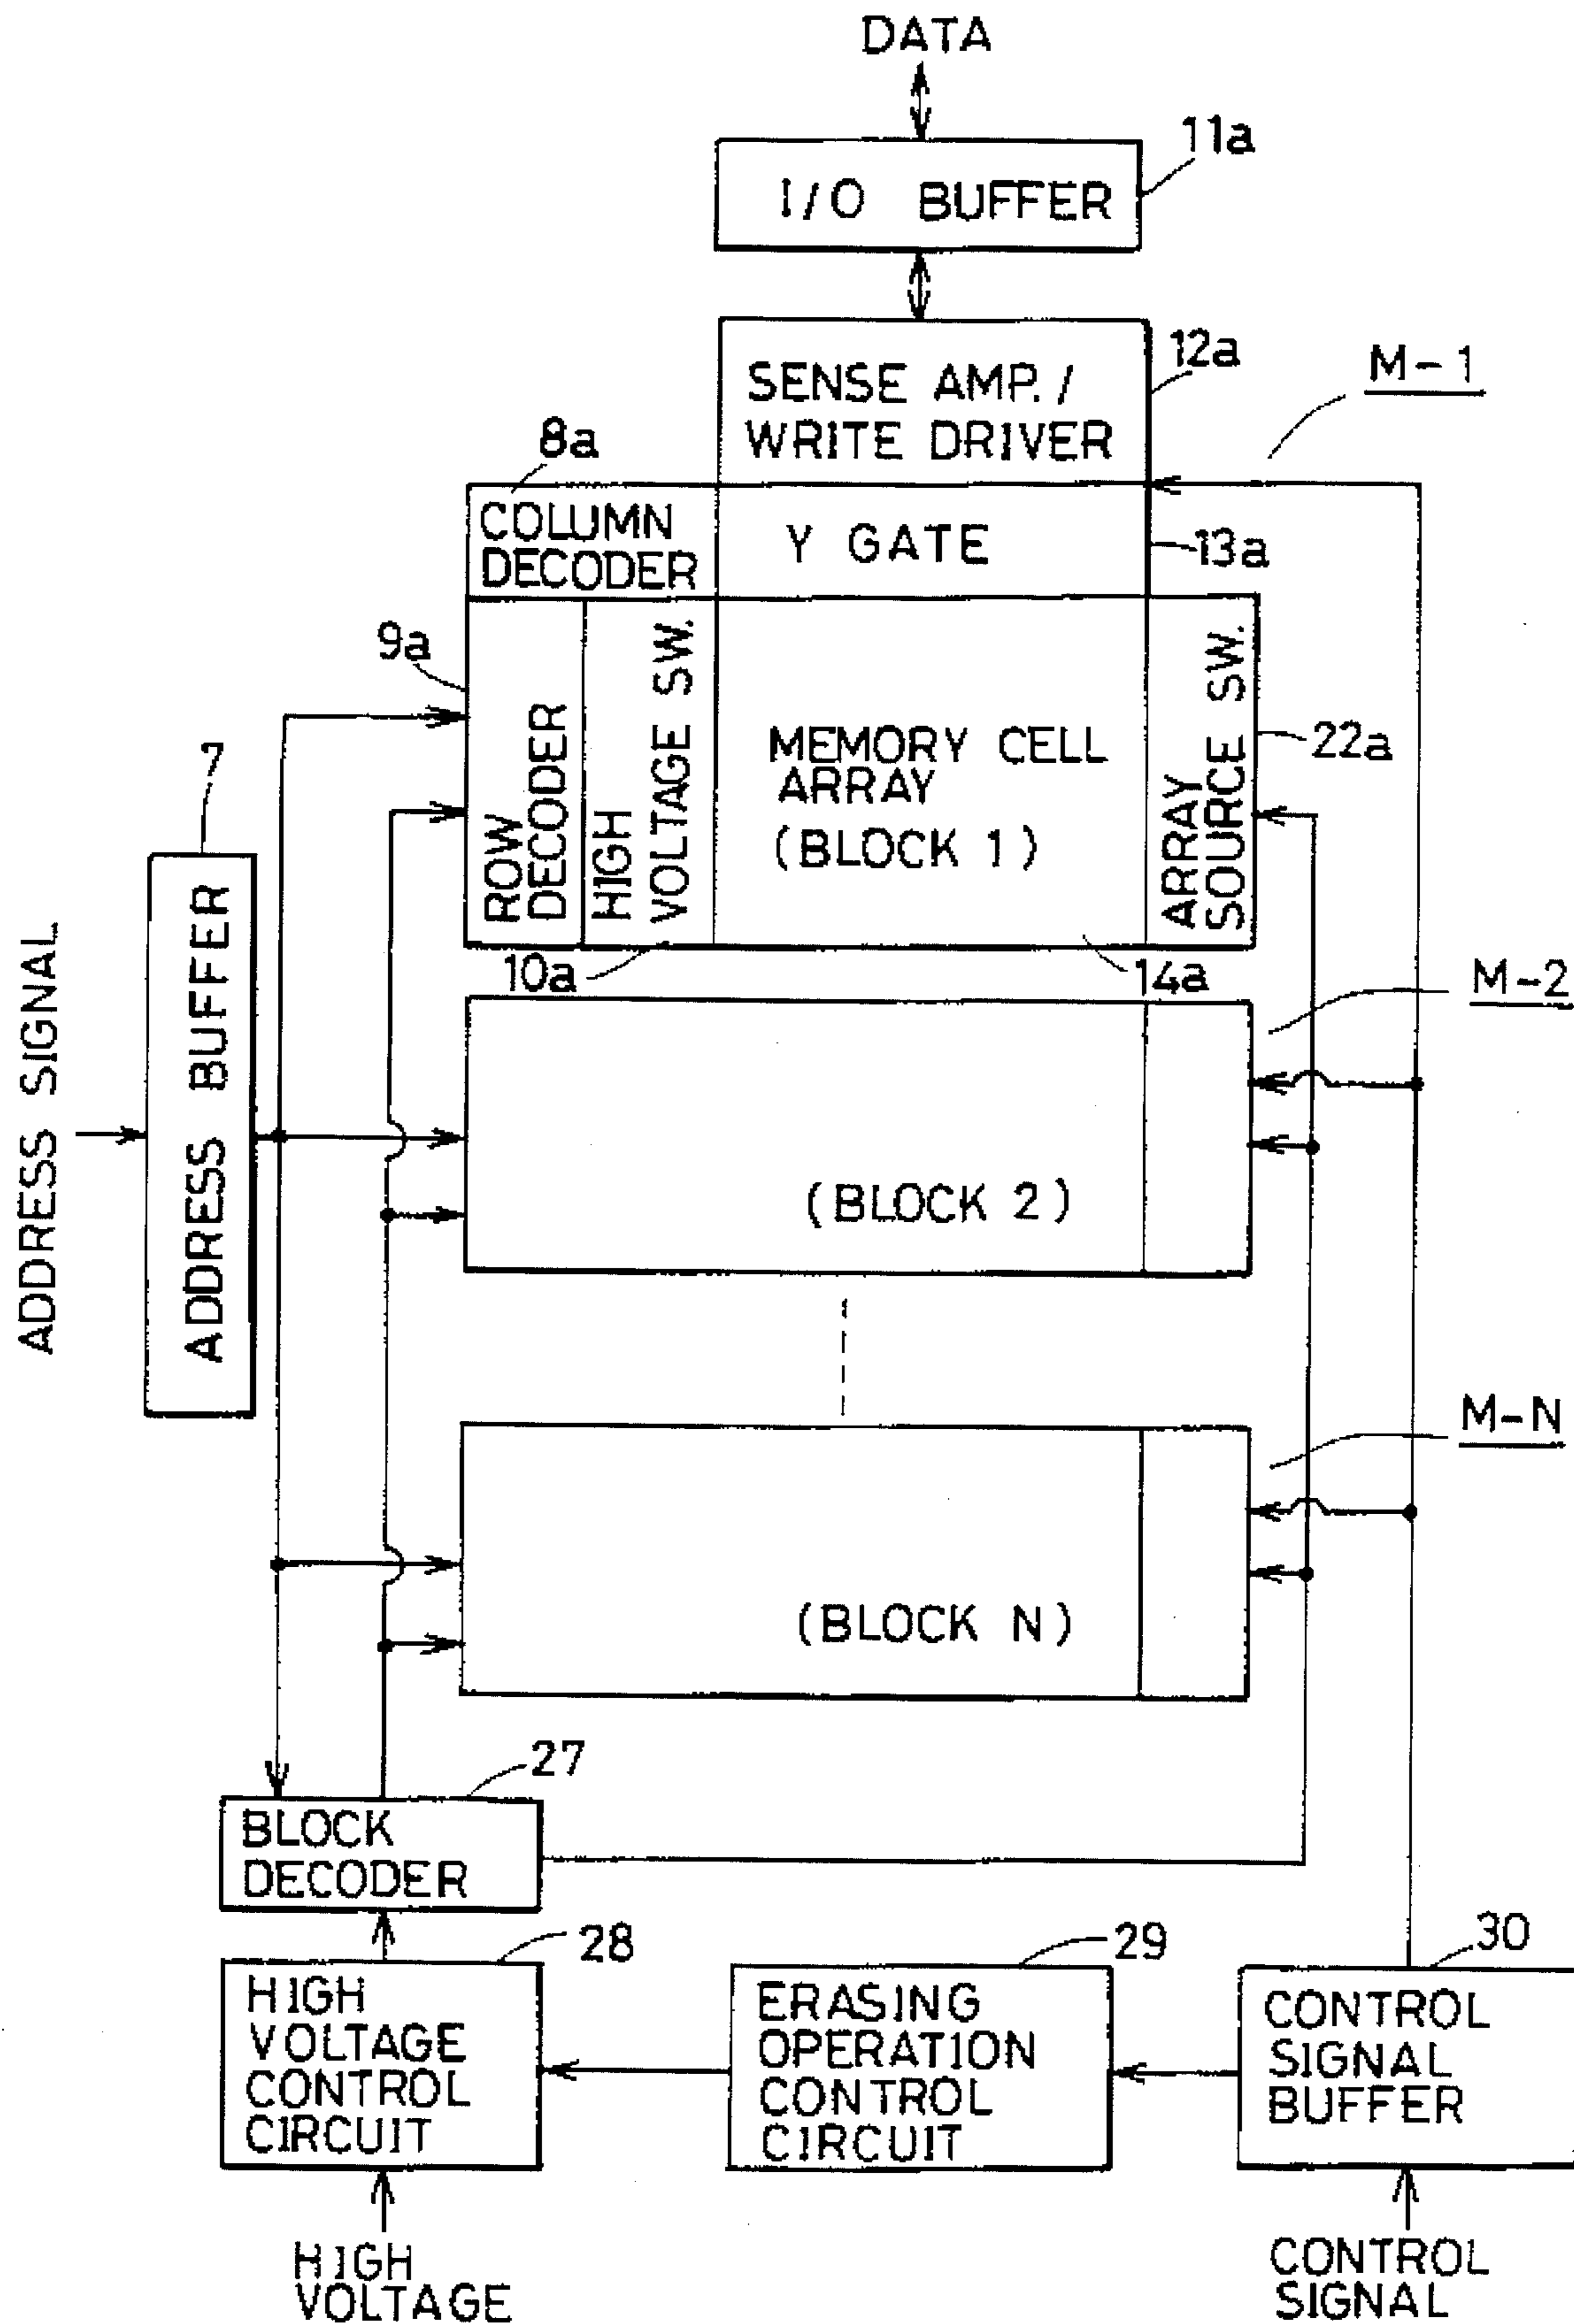 DATA
11a
I/O BUFFER
12a
M-1
SENSE AMP./
WRITE DRIVER
8a
COLUMN
DECODER
Y GATE
13a
9a
ROW
DECODER
HIGH
VOLTAGE SW.
MEMORY CELL
ARRAY
(BLOCK 1)
ARRAY
SOURCE SW.
22a
7
ADDRESS SIGNAL
ADDRESS BUFFER
10a
14a
M-2
(BLOCK 2)
M-N
(BLOCK N)
27
BLOCK
DECODER
28
HIGH
VOLTAGE
CONTROL
CIRCUIT
29
ERASING
OPERATION
CONTROL
CIRCUIT
30
CONTROL
SIGNAL
BUFFER
HIGH
VOLTAGE
CONTROL
SIGNAL